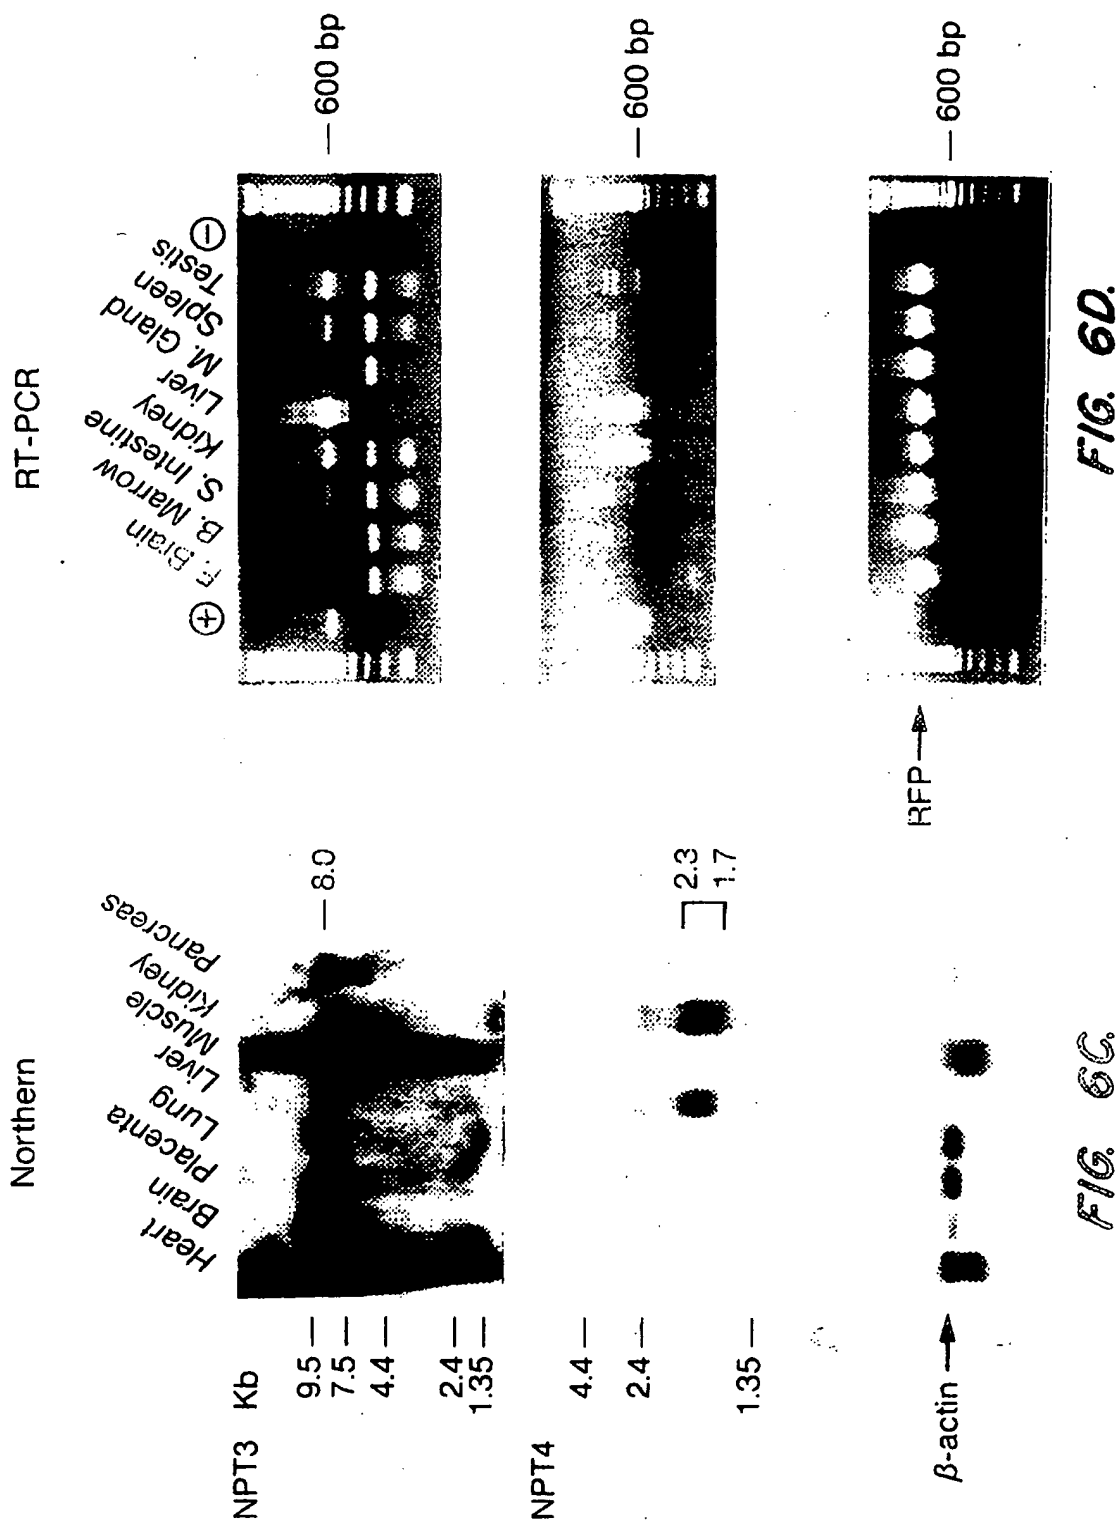 Northern
Heart
Brain
Placenta
Lung
Liver
Muscle
Kidney
Pancreas
NPT3 Kb
9.5
7.5
4.4
2.4
1.35
8.0
NPT4
4.4
2.4
1.35
2.3
1.7
β-actin
FIG. 6C.
RT-PCR
+
F. Brain
B. Marrow
S. Intestine
Kidney
Liver
M. Gland
Spleen
Testis
−
600 bp
600 bp
RFP
600 bp
FIG. 6D.